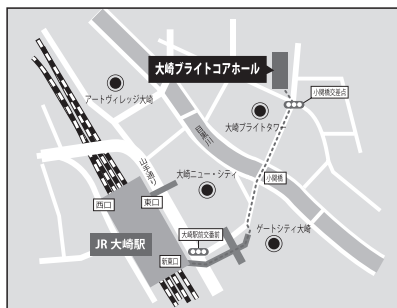 大崎ブライトコアホール
小関橋交差点
アートヴィレッジ大崎
大崎ブライトタワー
目黒川
山手通り
大崎ニュー・シティ
小関橋
西口
東口
ゲートシティ大崎
大崎駅前交番前
JR 大崎駅
新東口